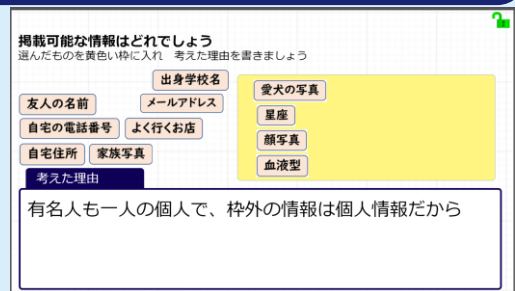 掲載可能な情報はどれでしょう
選んだものを黄色い枠に入れ 考えた理由を書きましょう
出身学校名
友人の名前
メールアドレス
自宅の電話番号
よく行くお店
自宅住所
家族写真
愛犬の写真
星座
顔写真
血液型
考えた理由
有名人も一人の個人で、枠外の情報は個人情報だから